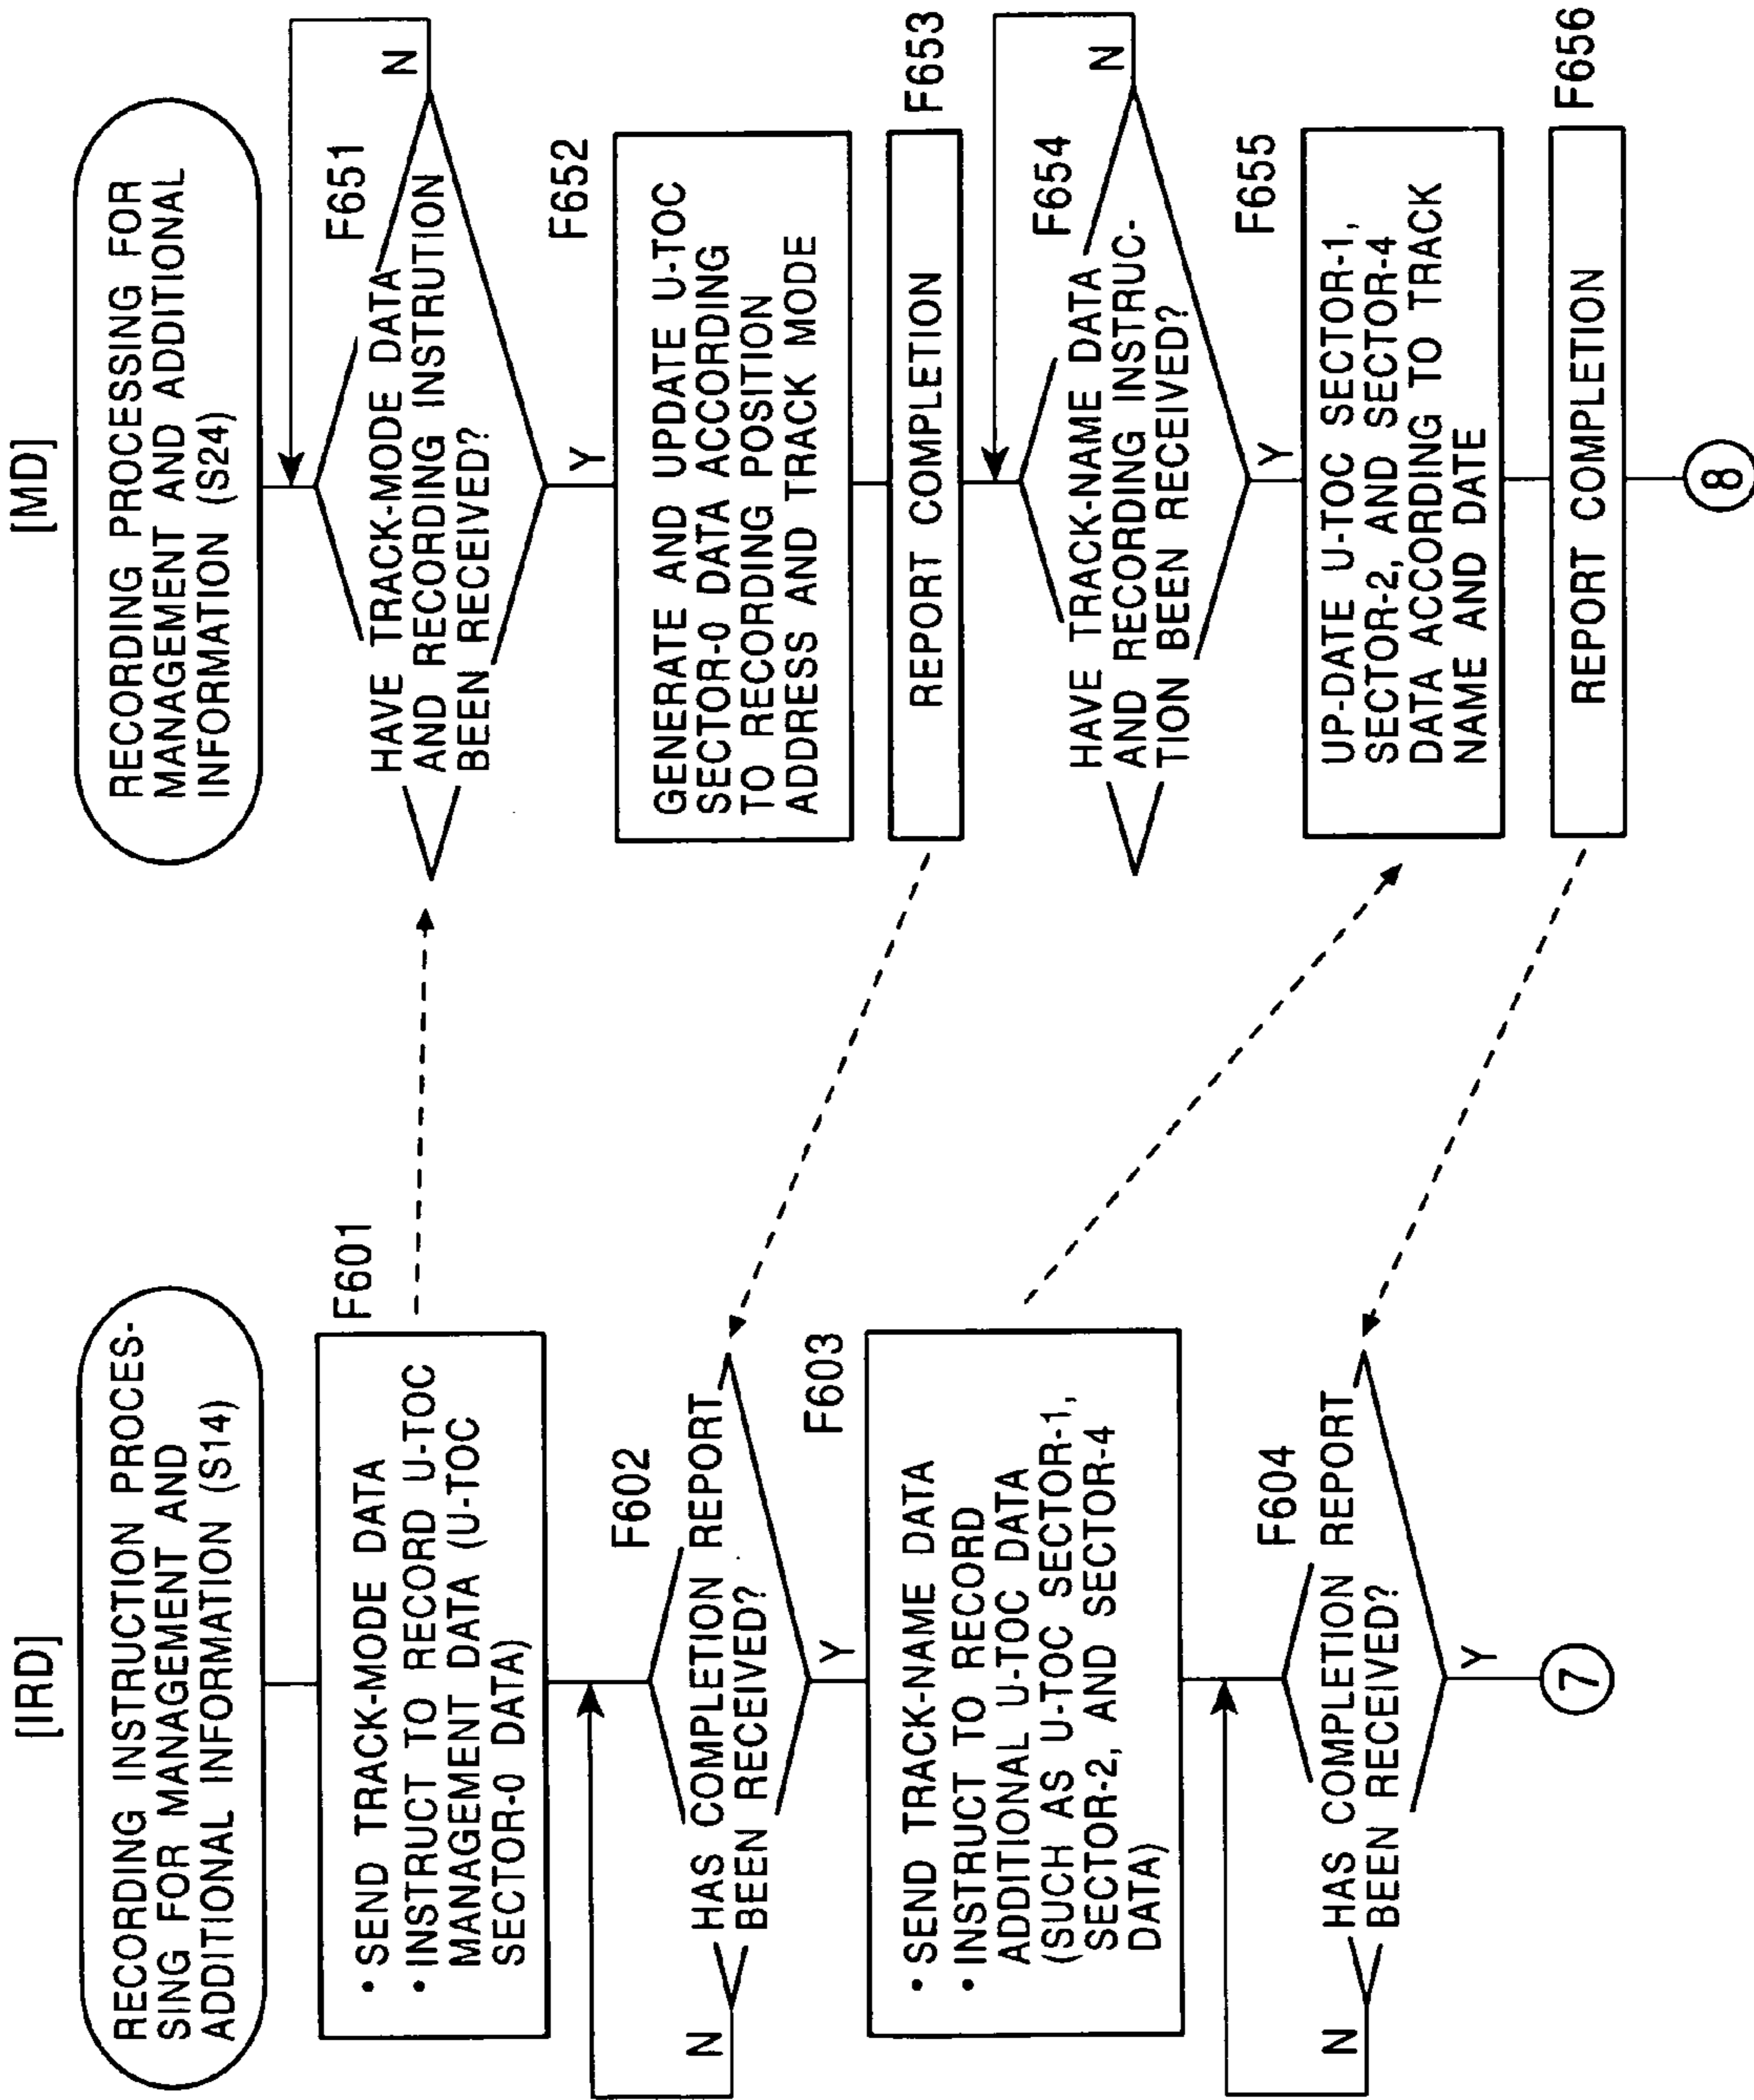 [IRD]
RECORDING INSTRUCTION PROCES-
SING FOR MANAGEMENT AND
ADDITIONAL INFORMATION (S14)
F601
• SEND TRACK-MODE DATA
• INSTRUCT TO RECORD U-TOC
MANAGEMENT DATA (U-TOC
SECTOR-0 DATA)
F602
HAS COMPLETION REPORT
BEEN RECEIVED?
N
Y
F603
• SEND TRACK-NAME DATA
• INSTRUCT TO RECORD
ADDITIONAL U-TOC DATA
(SUCH AS U-TOC SECTOR-1,
SECTOR-2, AND SECTOR-4
DATA)
F604
HAS COMPLETION REPORT
BEEN RECEIVED?
N
Y
7
[MD]
RECORDING PROCESSING FOR
MANAGEMENT AND ADDITIONAL
INFORMATION (S24)
F651
HAVE TRACK-MODE DATA
AND RECORDING INSTRUTION
BEEN RECEIVED?
N
Y
F652
GENERATE AND UPDATE U-TOC
SECTOR-0 DATA ACCORDING
TO RECORDING POSITION
ADDRESS AND TRACK MODE
F653
REPORT COMPLETION
F654
HAVE TRACK-NAME DATA
AND RECORDING INSTRUC-
TION BEEN RECEIVED?
N
Y
F655
UP-DATE U-TOC SECTOR-1,
SECTOR-2, AND SECTOR-4
DATA ACCORDING TO TRACK
NAME AND DATE
F656
REPORT COMPLETION
8